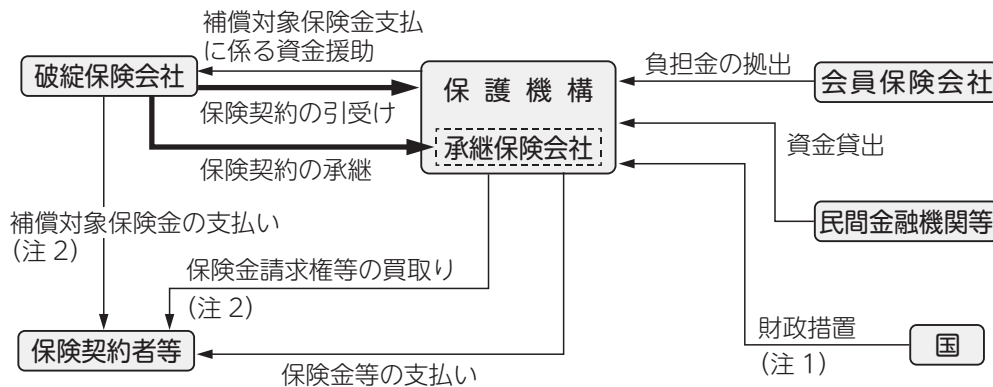 補償対象保険金支払
に係る資金援助
破綻保険会社
保険契約の引受け
保護機構
承継保険会社
保険契約の承継
負担金の拠出
会員保険会社
資金貸出
民間金融機関等
補償対象保険金の支払い
(注 2)
保険金請求権等の買取り
(注 2)
財政措置
(注 1)
国
保険契約者等
保険金等の支払い